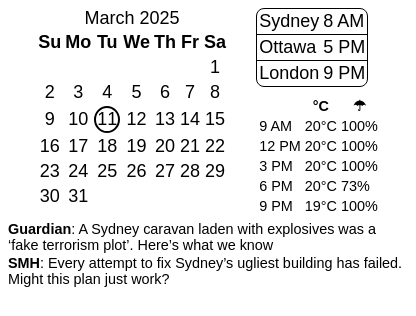 March 2025
Su Mo Tu We Th Fr Sa
1
2 3 4 5 6 7 8
9 10 11 12 13 14 15
16 17 18 19 20 21 22
23 24 25 26 27 28 29
30 31
Sydney 8 AM
Ottawa 5 PM
London 9 PM
°C ☂
9 AM 20°C 100%
12 PM 20°C 100%
3 PM 20°C 100%
6 PM 20°C 73%
9 PM 19°C 100%
Guardian: A Sydney caravan laden with explosives was a
‘fake terrorism plot’. Here’s what we know
SMH: Every attempt to fix Sydney’s ugliest building has failed.
Might this plan just work?